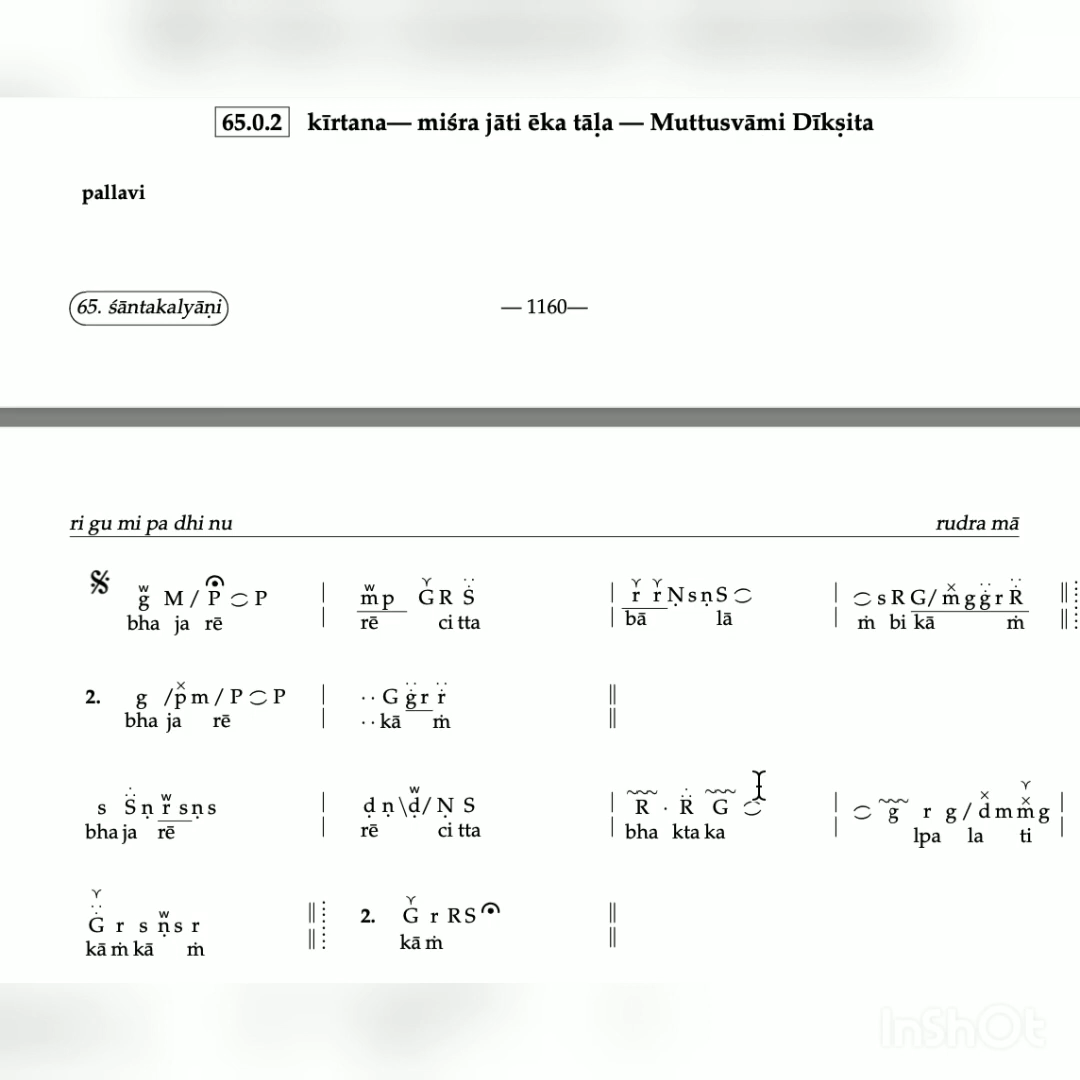 65.0.2 kīrtana— miśra jāti ēka tāḷa — Muttusvāmi Dīkṣita
pallavi
65. śāntakalyāṇi — 1160—
ri gu mi pa dhi nu rudra mā
g M / P P | m p G R S | r r Ṇ s ṇ S | s R G / m g g r R ||
bha ja rē | rē ci tta | bā lā | ṁ bi kā ṁ ||
2. g / p m / P P | · · G g r r ||
bha ja rē | · · kā ṁ ||
s S ṇ r s ṇ s | ḍ ṇ \ ḍ / Ṇ S | R · R G | g r g / d m m g |
bha ja rē | rē ci tta | bha kta ka | lpa la ti |
G r s ṇ s r || 2. G r R S ||
kā ṁ kā ṁ || kā ṁ ||
InShOt